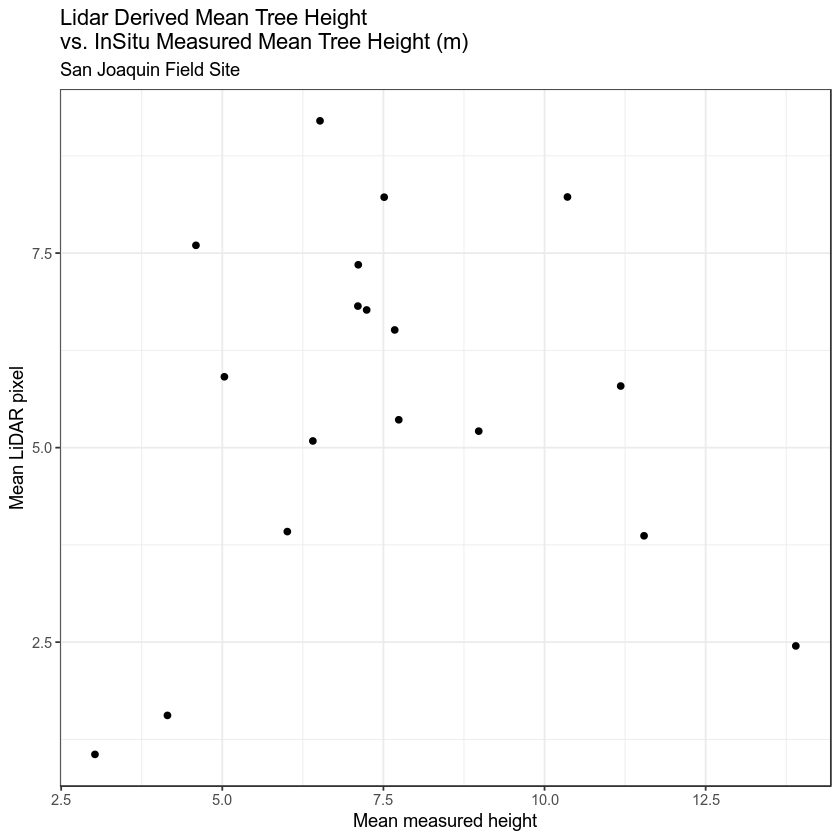 Lidar Derived Mean Tree Height
vs. InSitu Measured Mean Tree Height (m)
San Joaquin Field Site
Mean LiDAR pixel
7.5
5.0
2.5
2.5 5.0 7.5 10.0 12.5
Mean measured height